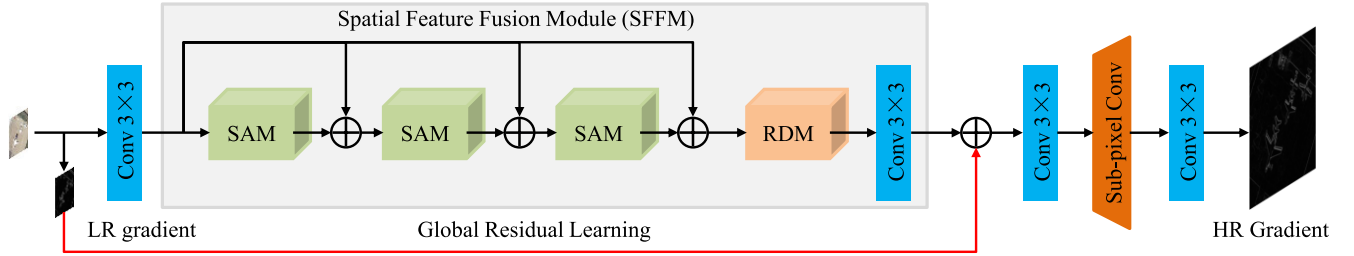 Spatial Feature Fusion Module (SFFM)
Conv 3×3
SAM
SAM
SAM
RDM
Conv 3×3
Conv 3×3
Sub-pixel Conv
Conv 3×3
LR gradient
Global Residual Learning
HR Gradient